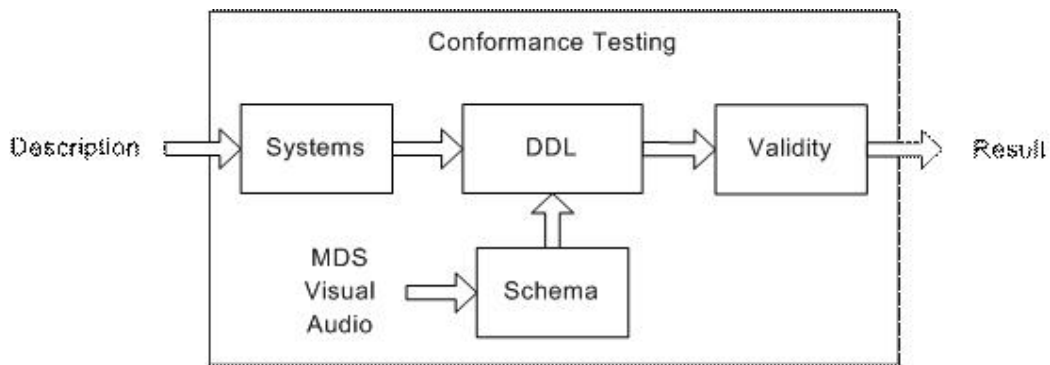 Conformance Testing
Description
Systems
DDL
Validity
Result
MDS
Visual
Audio
Schema